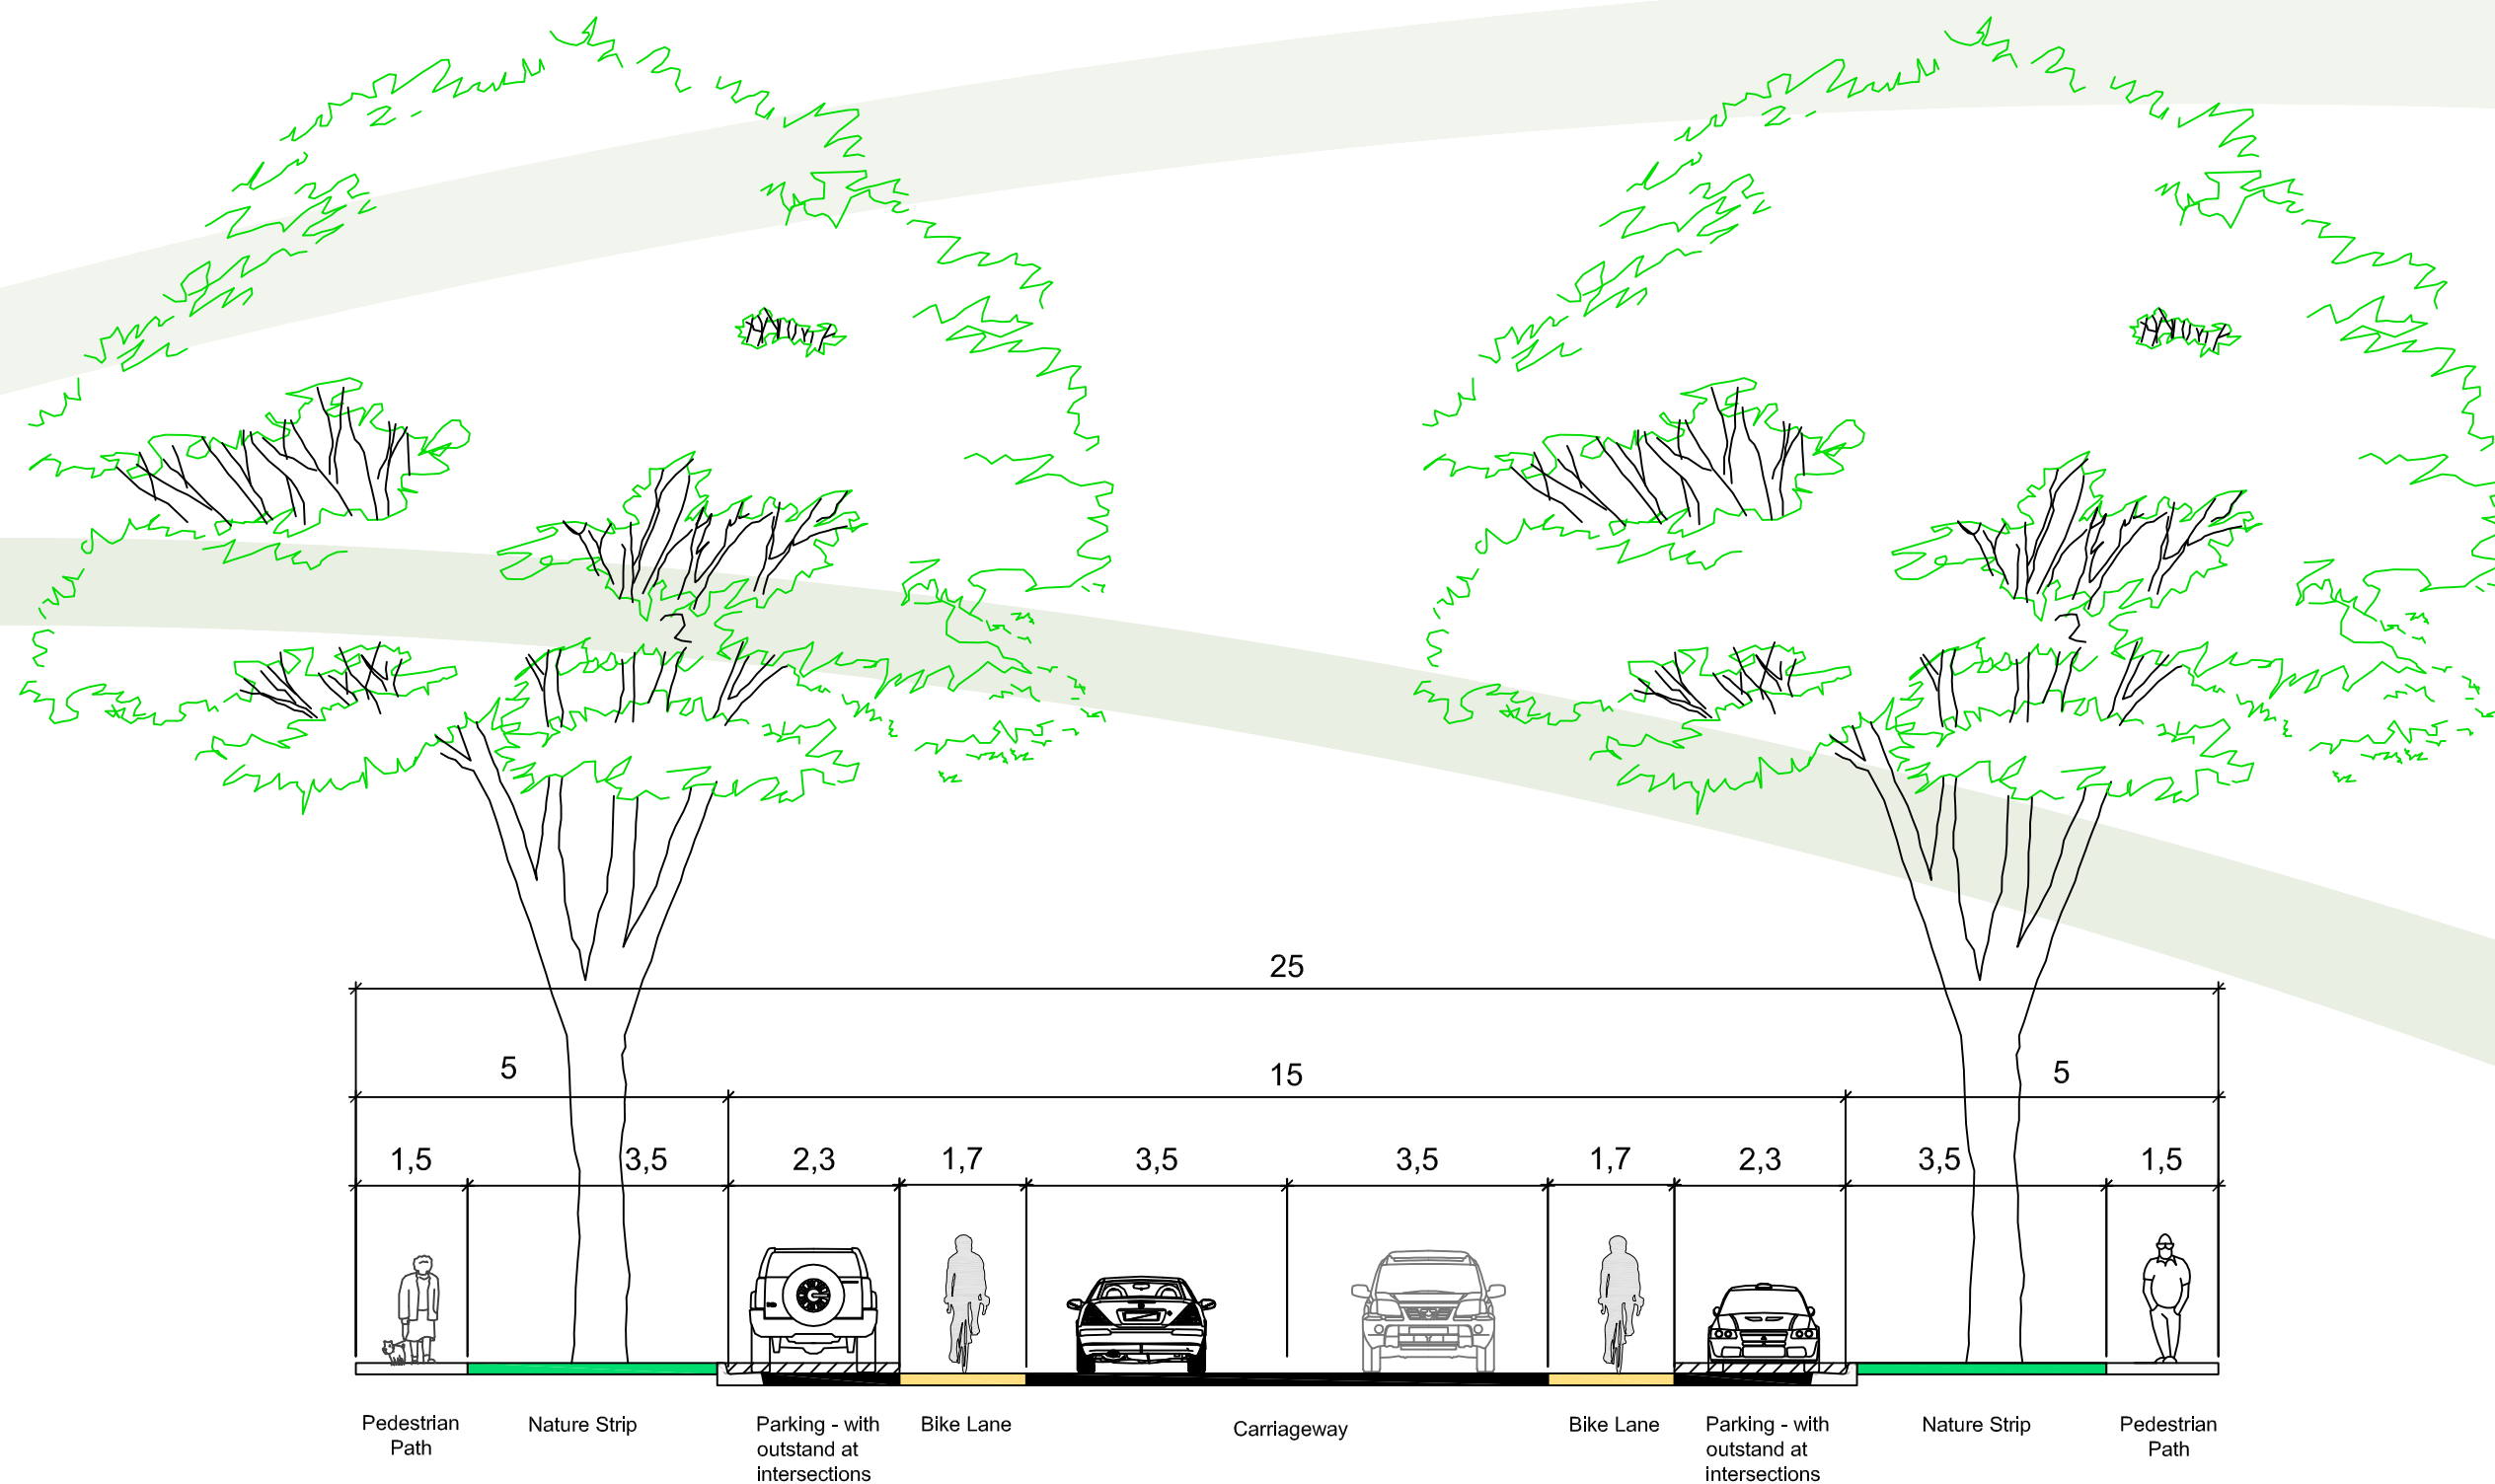 25
5
15
5
1,5
3,5
2,3
1,7
3,5
3,5
1,7
2,3
3,5
1,5
Pedestrian
Path
Nature Strip
Parking - with
outstand at
intersections
Bike Lane
Carriageway
Bike Lane
Parking - with
outstand at
intersections
Nature Strip
Pedestrian
Path